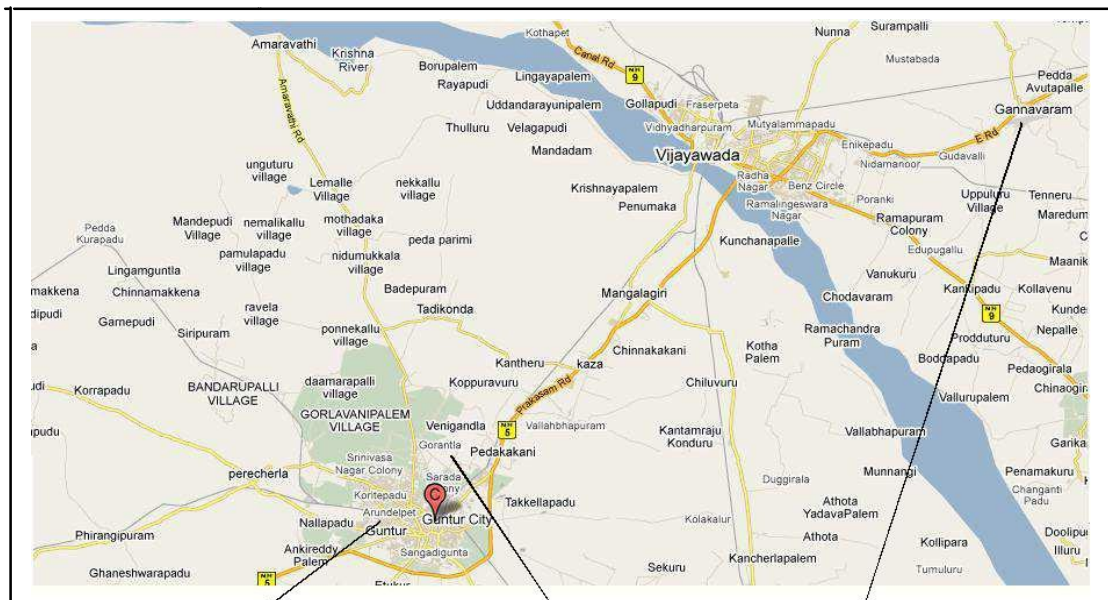 Kothapet
Nunna
Surampalli
Amaravathi
Krishna
River
Borupalem
Canal Rd
NH
9
Mustabada
Rayapudi
Lingayapalem
Pedda
Avutapalle
Uddandarayunipalem
Gollapudi
Fraserpeta
Gannavaram
Amaravathi Rd
Thulluru
Velagapudi
Vidhyadharpuram
Mutyalammapadu
E Rd
Mandadam
Vijayawada
Enikepadu
Gudavalli
Nidamanoor
unguturu
village
Lemalle
Village
nekkallu
village
Krishnayapalem
Radha
Nagar
Benz Circle
Uppuluru
Village
Tenneru
Penumaka
Ramalingeswara
Nagar
Poranki
Maredum
Mandepudi
Village
nemalikallu
village
mothadaka
village
Ramapuram
Colony
Pedda
Kurapadu
peda parimi
Kunchanapalle
Edupugallu
pamulapadu
village
nidumukkala
village
Maanik
Lingamguntla
Vanukuru
makkena
Chinnamakkena
Badepuram
Mangalagiri
Chodavaram
Kankipadu
Kollavenu
dipudi
Garnepudi
ravela
village
Tadikonda
NH
9
Kunde
Siripuram
ponnekallu
village
Ramachandra
Puram
Nepalle
Prodduturu
Kotha
Palem
Chinnakakani
Kantheru
kaza
Boddapadu
Pedaogirala
Korrapadu
BANDARUPALLI
VILLAGE
daamarapalli
village
Koppuravuru
Prakasam Rd
Chiluvuru
Chinaogir
Vallurupalem
GORLAVANIPALEM
VILLAGE
Venigandla
NH
5
Vallahbhapuram
Kantamraju
Konduru
Vallabhapuram
upudu
Gorantla
Pedakakani
Garika
Srinivasa
Nagar Colony
perecherla
Sarada
Duggirala
Munnangi
Penamakuru
Koritepadu
C
Changanti
Padu
Takkellapadu
Athota
YadavaPalem
Arundelpet
Guntur City
Nallapadu
Guntur
Kolakalur
Phirangipuram
Athota
Doolipu
Illuru
Ankireddy
Palem
Sangadigunta
Kancherlapalem
Kollipara
Sekuru
Tumuluru
Ghaneshwarapadu
NH
5
Etukur